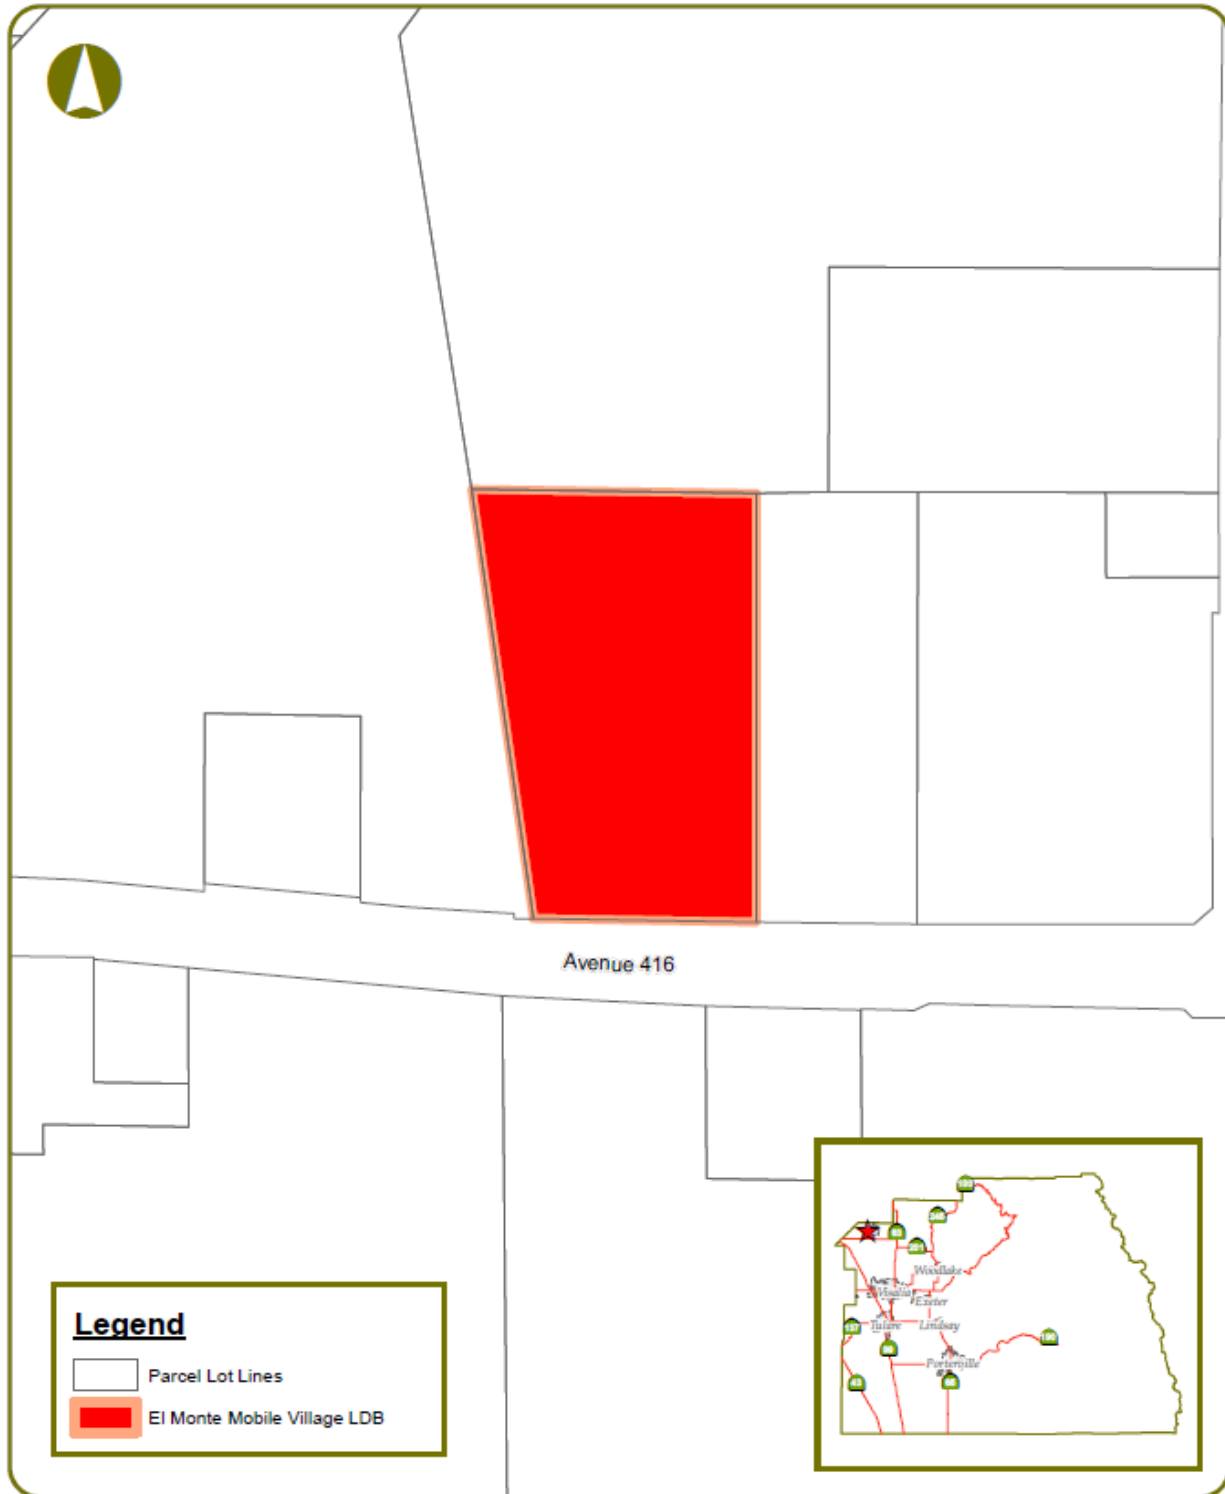 Avenue 416
Legend
Parcel Lot Lines
El Monte Mobile Village LDB
Woodlake
Visalia
Exeter
Tulare
Lindsay
Porterville